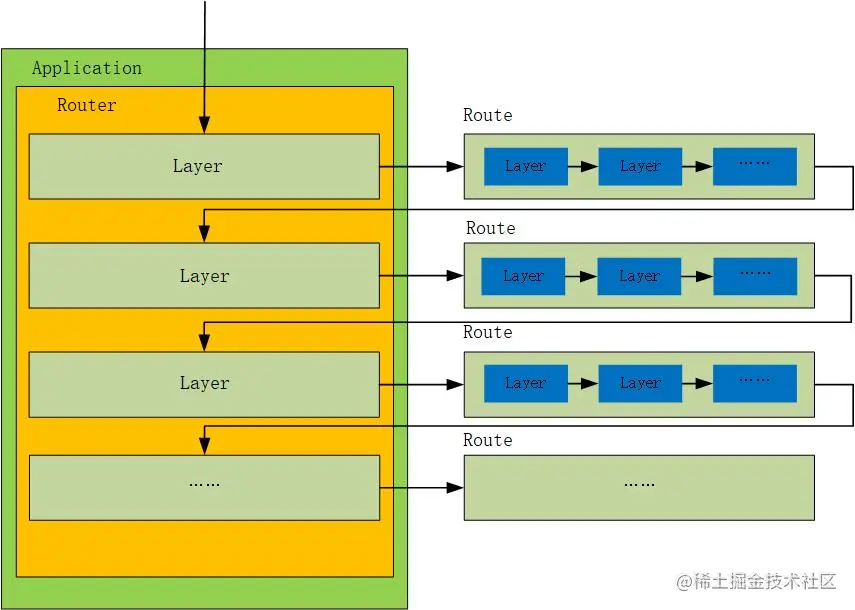 Application
Router
Route
Layer
Layer
Layer
……
Route
Layer
Layer
Layer
……
Route
Layer
Layer
Layer
……
Route
……
……
@稀土掘金技术社区